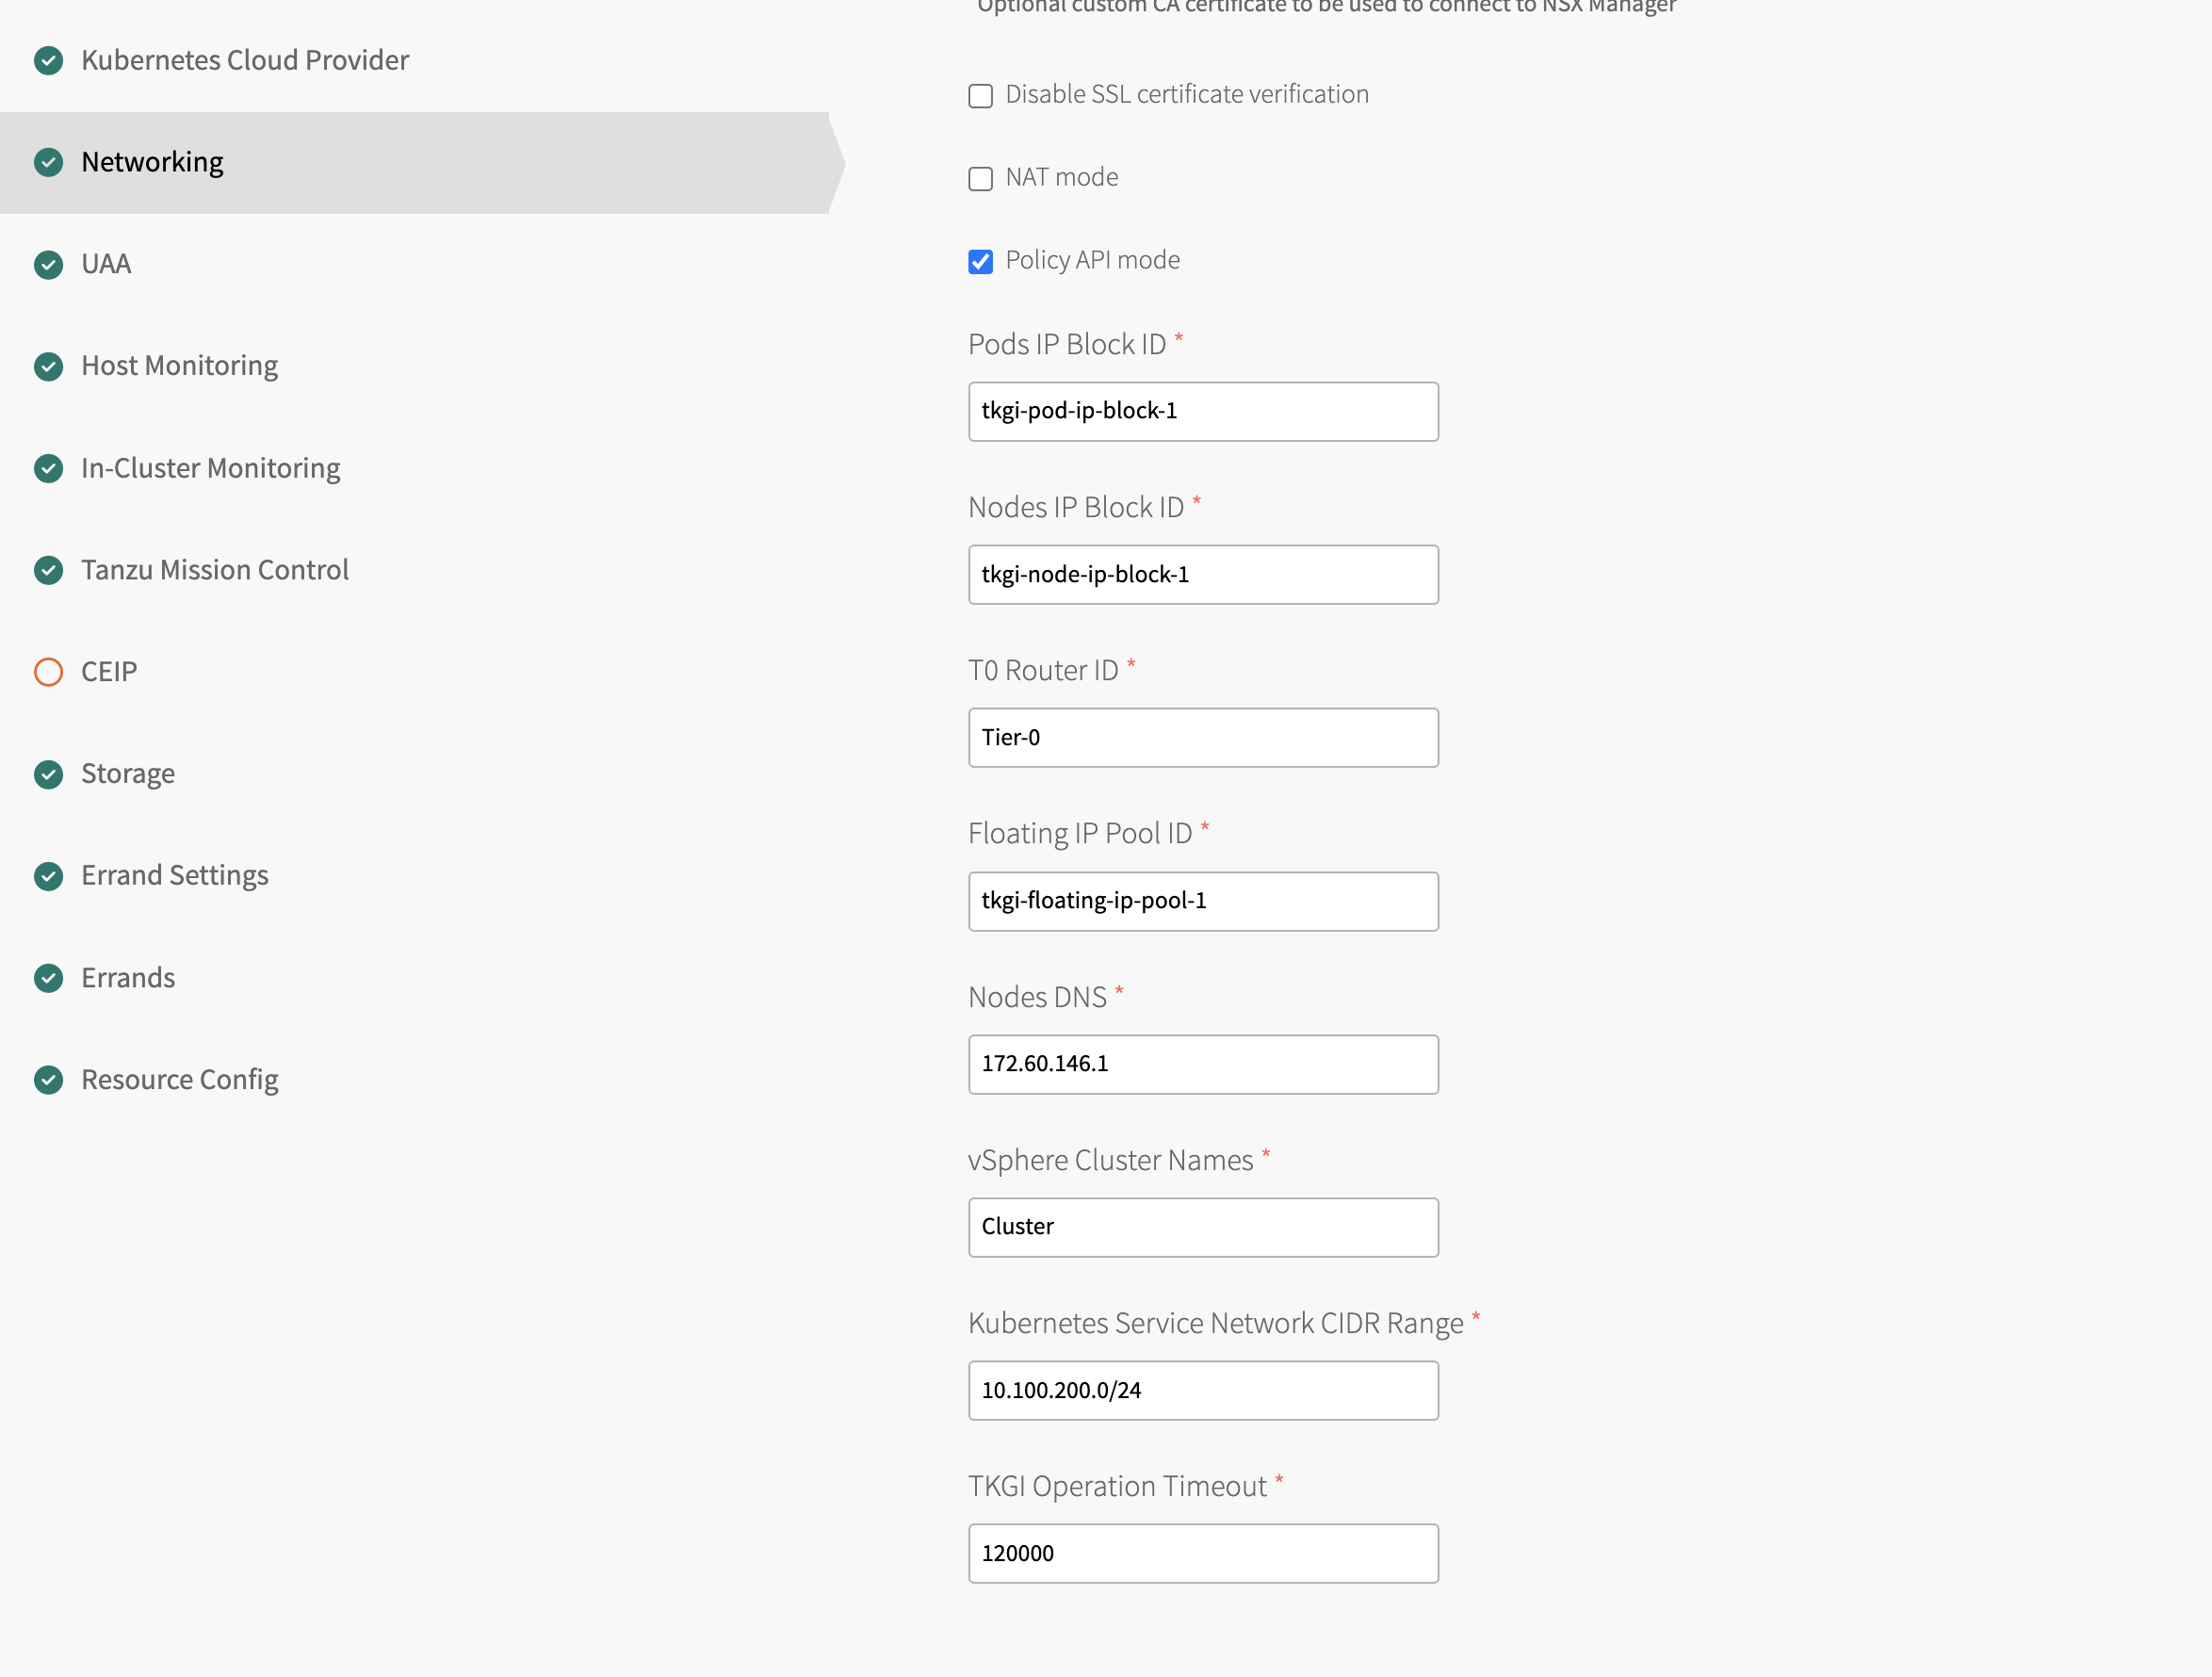 Optional custom CA certificate to be used to connect to NSX Manager
Kubernetes Cloud Provider
Networking
UAA
Host Monitoring
In-Cluster Monitoring
Tanzu Mission Control
CEIP
Storage
Errand Settings
Errands
Resource Config
Disable SSL certificate verification
NAT mode
Policy API mode
Pods IP Block ID *
tkgi-pod-ip-block-1
Nodes IP Block ID *
tkgi-node-ip-block-1
T0 Router ID *
Tier-0
Floating IP Pool ID *
tkgi-floating-ip-pool-1
Nodes DNS *
172.60.146.1
vSphere Cluster Names *
Cluster
Kubernetes Service Network CIDR Range *
10.100.200.0/24
TKGI Operation Timeout *
120000